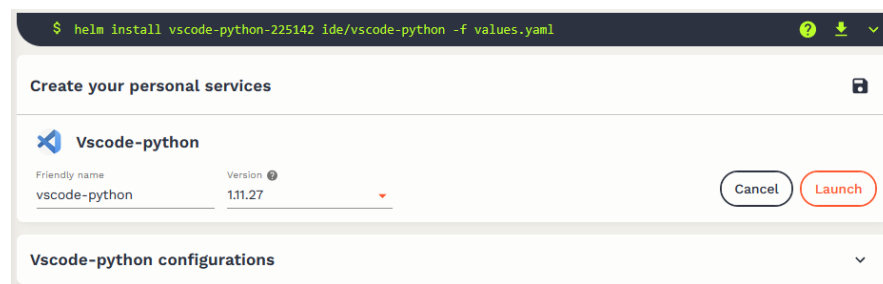 $ helm install vscode-python-225142 ide/vscode-python -f values.yaml
Create your personal services
Vscode-python
Friendly name
Version
vscode-python
1.11.27
Cancel
Launch
Vscode-python configurations